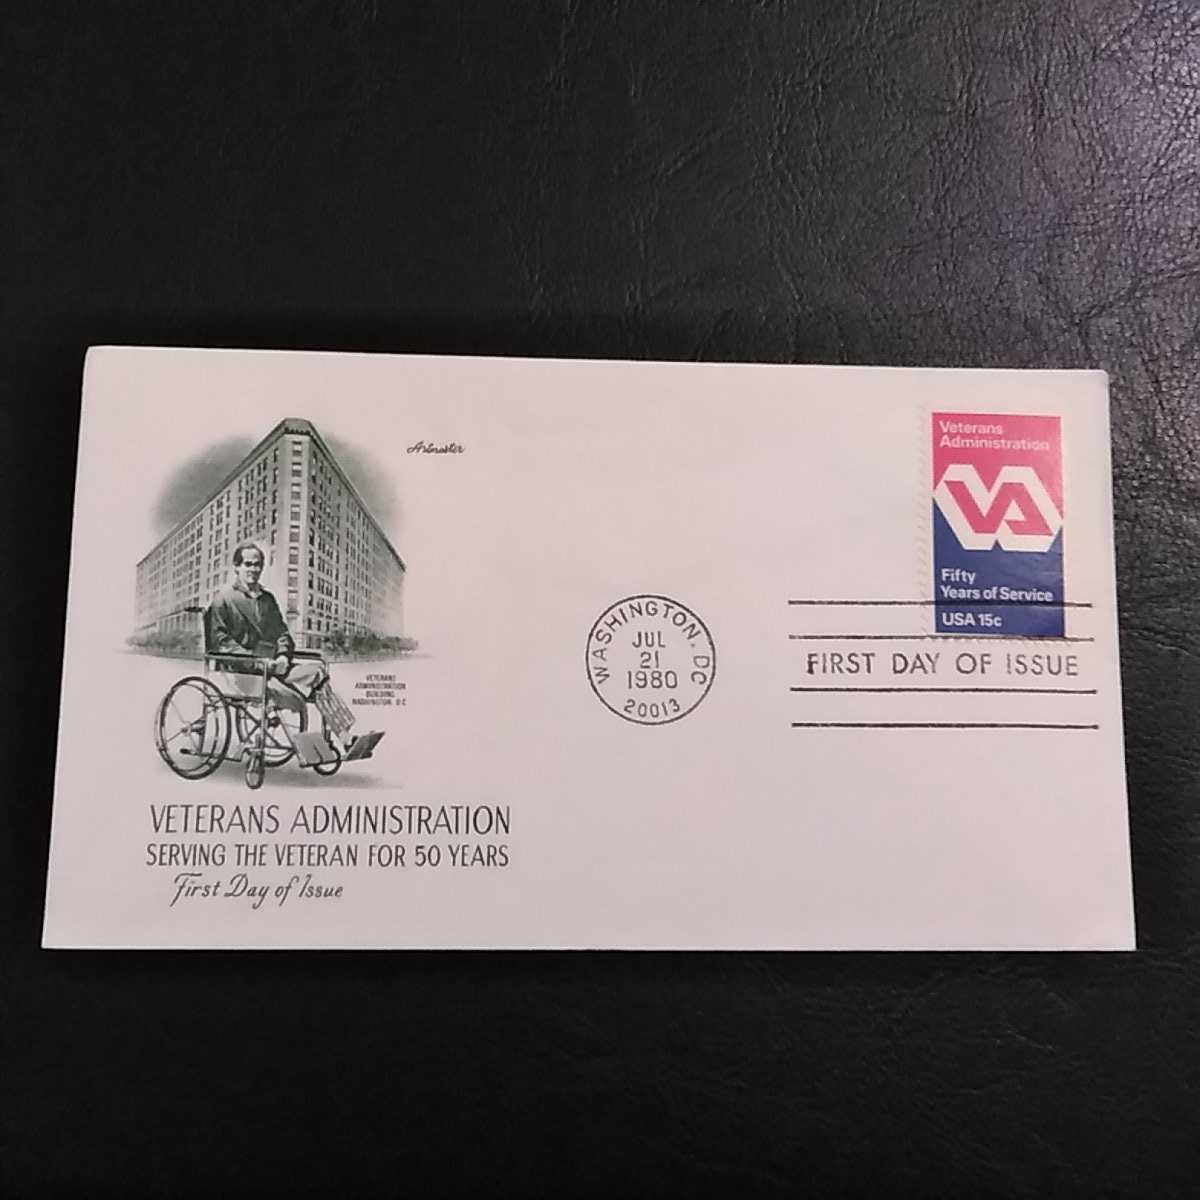 Artmaster
VETERANS
ADMINISTRATION
BUILDING
WASHINGTON D.C
VETERANS ADMINISTRATION
SERVING THE VETERAN FOR 50 YEARS
First Day of Issue
WASHINGTON, DC
JUL
21
1980
20013
Veterans
Administration
VA
Fifty
Years of Service
USA 15c
FIRST DAY OF ISSUE